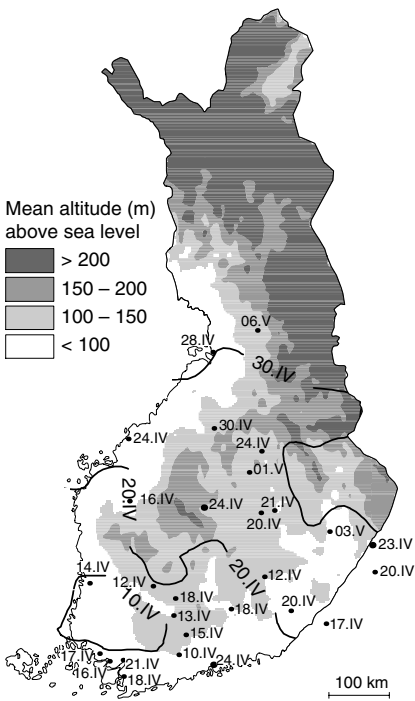 Mean altitude (m)
above sea level
> 200
150 – 200
100 – 150
< 100
06.V
28.IV
30.IV
30.IV
24.IV
24.IV
01.V
20.IV
16.IV
24.IV
21.IV
20.IV
03.V
23.IV
20.IV
14.IV
12.IV
20.IV
12.IV
10.IV
18.IV
18.IV
20.IV
13.IV
17.IV
15.IV
17.IV
10.IV
16.IV
21.IV
24.IV
18.IV
100 km